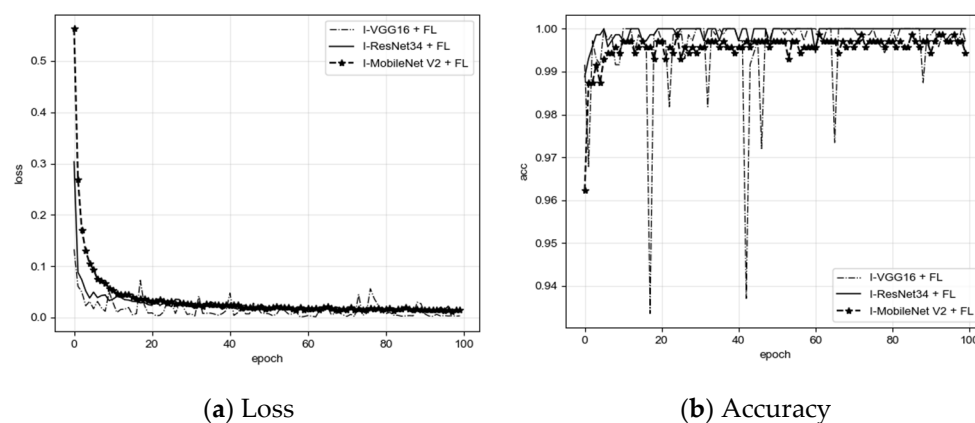 0.5
0.4
0.3
0.2
0.1
0.0
loss
0 20 40 60 80 100
epoch
I-VGG16 + FL
I-ResNet34 + FL
I-MobileNet V2 + FL
(a) Loss
1.00
0.99
0.98
0.97
0.96
0.95
0.94
acc
0 20 40 60 80 100
epoch
I-VGG16 + FL
I-ResNet34 + FL
I-MobileNet V2 + FL
(b) Accuracy